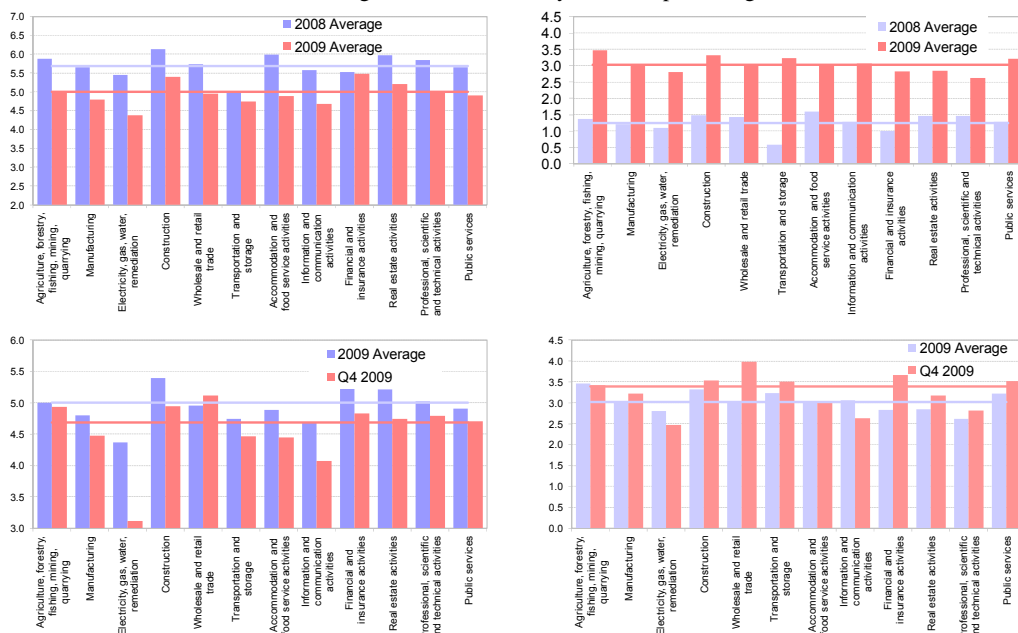 7.0
6.5
6.0
5.5
5.0
4.5
4.0
3.5
3.0
2.5
2.0
2008 Average
2009 Average
Agriculture, forestry,
fishing, mining,
quarrying
Manufacturing
Electricity, gas, water,
remediation
Construction
Wholesale and retail
trade
Transportation and
storage
Accommodation and
food service activities
Information and
communication
activities
Financial and
insurance activities
Real estate activities
Professional, scientific
and technical activities
Public services
4.5
4.0
3.5
3.0
2.5
2.0
1.5
1.0
0.5
0.0
2008 Average
2009 Average
Agriculture, forestry, fishing,
mining, quarrying
Manufacturing
Electricity, gas, water,
remediation
Construction
Wholesale and retail trade
Transportation and storage
Accommodation and food
service activities
Information and communication
activities
Financial and insurance
activities
Real estate activities
Professional, scientific and
technical activities
Public services
6.0
5.5
5.0
4.5
4.0
3.5
3.0
2009 Average
Q4 2009
Agriculture, forestry,
fishing, mining,
quarrying
Manufacturing
Electricity, gas, water,
remediation
Construction
Wholesale and retail
trade
Transportation and
storage
Accommodation and
food service activities
Information and
communication
activities
Financial and
insurance activities
Real estate activities
Professional, scientific
and technical activities
Public services
4.5
4.0
3.5
3.0
2.5
2.0
1.5
1.0
0.5
0.0
2009 Average
Q4 2009
Agriculture, forestry,
fishing, mining,
quarrying
Manufacturing
Electricity, gas, water,
remediation
Construction
Wholesale and retail
trade
Transportation and
storage
Accommodation and
food service activities
Information and
communication
activities
Financial and
insurance activities
Real estate activities
Professional, scientific
and technical activities
Public services